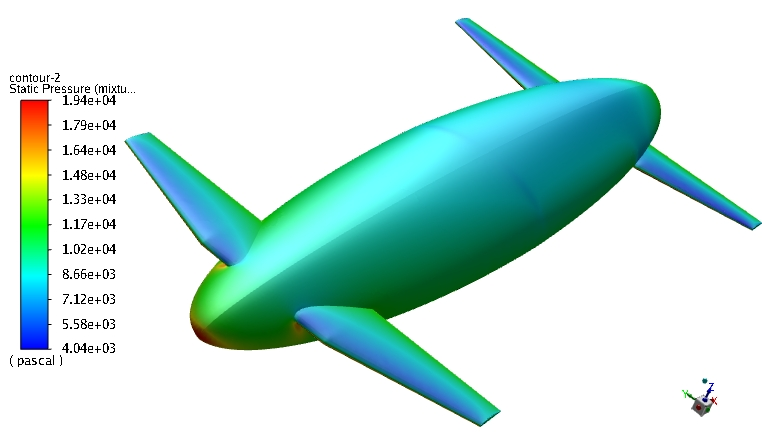 contour-2
Static Pressure (mixtu...
1.94e+04
1.79e+04
1.64e+04
1.48e+04
1.33e+04
1.17e+04
1.02e+04
8.66e+03
7.12e+03
5.58e+03
4.04e+03
( pascal )
Z
Y
X